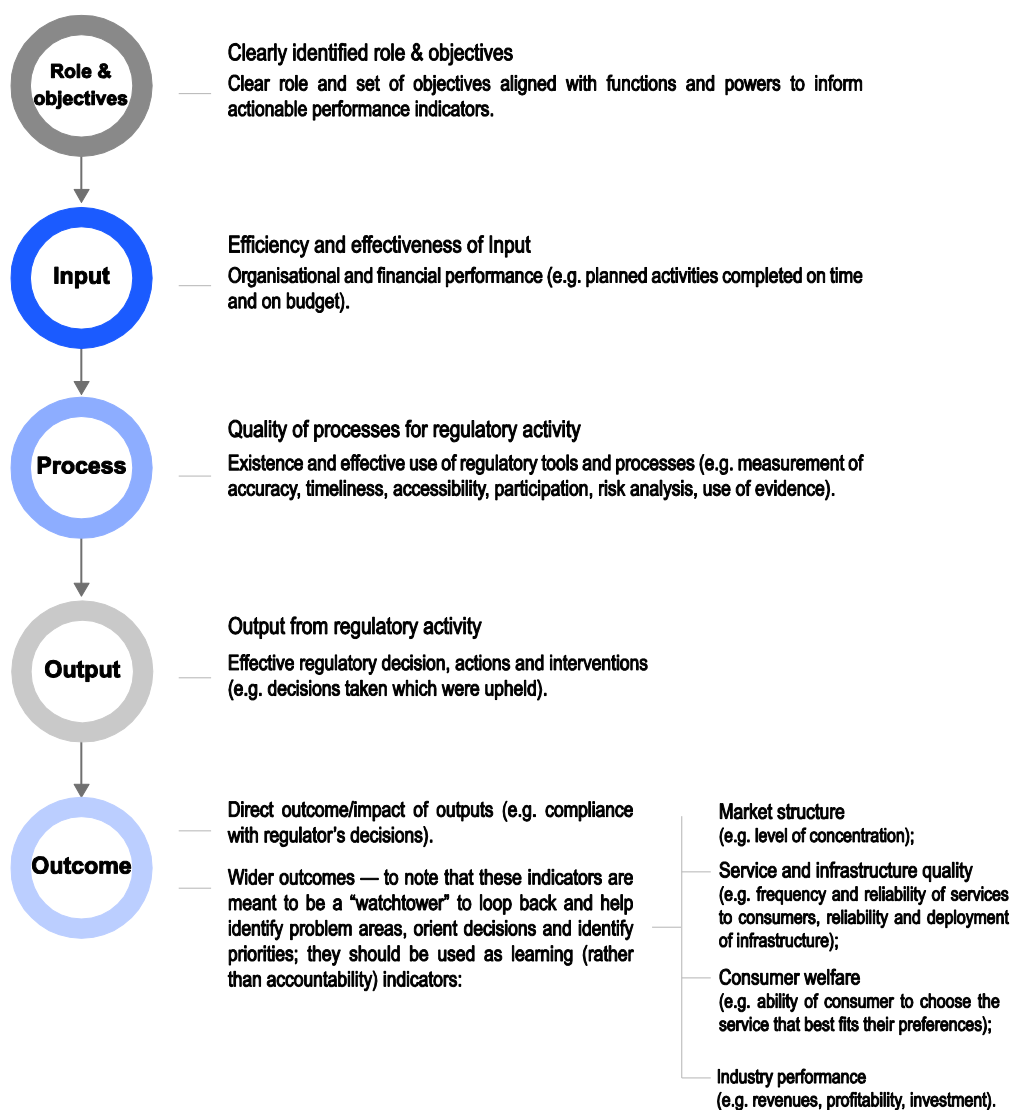 Role &
objectives
Clearly identified role & objectives
Clear role and set of objectives aligned with functions and powers to inform
actionable performance indicators.
Input
Efficiency and effectiveness of Input
Organisational and financial performance (e.g. planned activities completed on time
and on budget).
Process
Quality of processes for regulatory activity
Existence and effective use of regulatory tools and processes (e.g. measurement of
accuracy, timeliness, accessibility, participation, risk analysis, use of evidence).
Output
Output from regulatory activity
Effective regulatory decision, actions and interventions
(e.g. decisions taken which were upheld).
Outcome
Direct outcome/impact of outputs (e.g. compliance
with regulator's decisions).
Wider outcomes — to note that these indicators are
meant to be a “watchtower” to loop back and help
identify problem areas, orient decisions and identify
priorities; they should be used as learning (rather
than accountability) indicators:
Market structure
(e.g. level of concentration);
Service and infrastructure quality
(e.g. frequency and reliability of services
to consumers, reliability and deployment
of infrastructure);
Consumer welfare
(e.g. ability of consumer to choose the
service that best fits their preferences);
Industry performance
(e.g. revenues, profitability, investment).